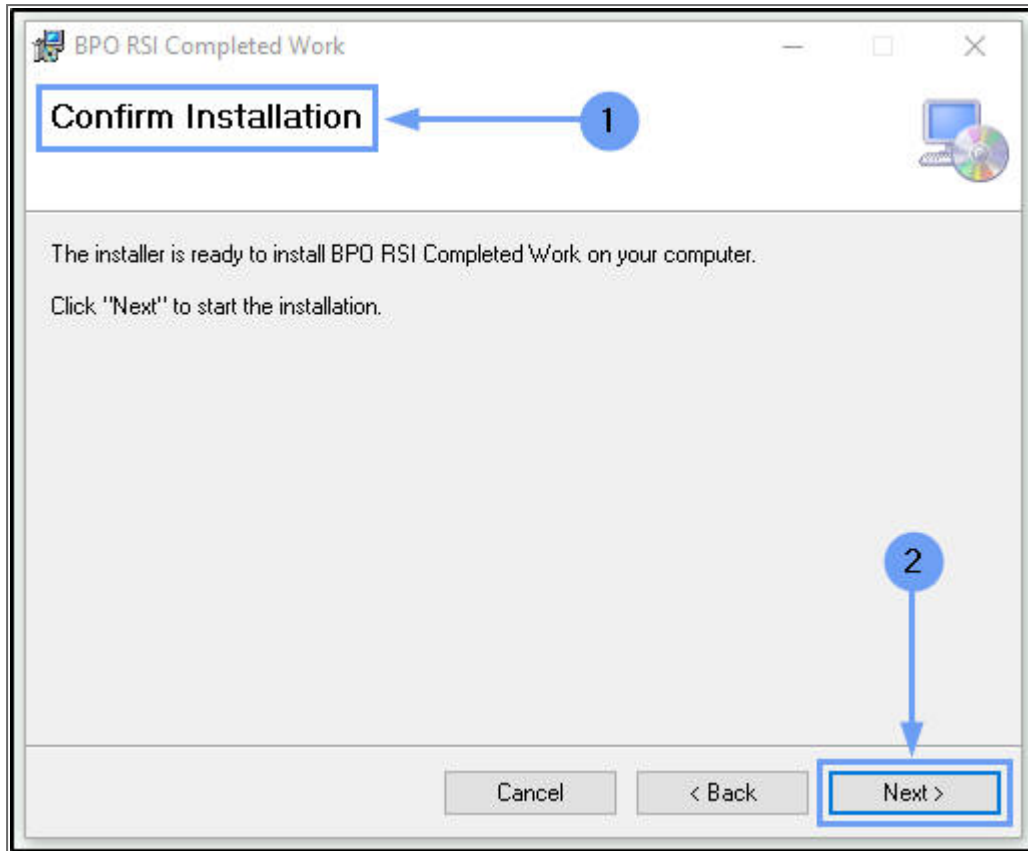 BPO RSI Completed Work
Confirm Installation
1
The installer is ready to install BPO RSI Completed Work on your computer.
Click "Next" to start the installation.
2
Cancel
< Back
Next >